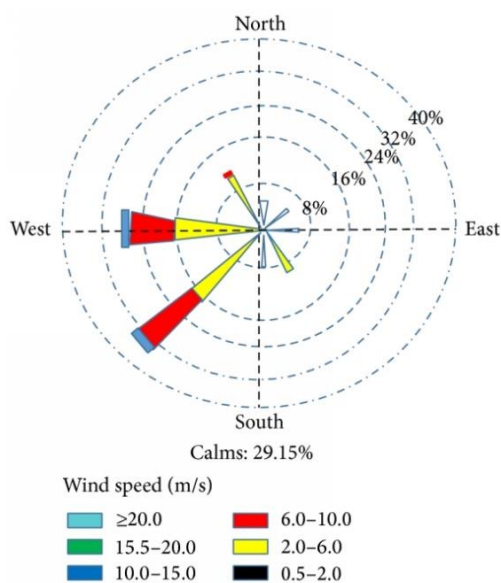 North
40%
32%
24%
16%
8%
West
East
South
Calms: 29.15%
Wind speed (m/s)
≥20.0
6.0–10.0
15.5–20.0
2.0–6.0
10.0–15.0
0.5–2.0